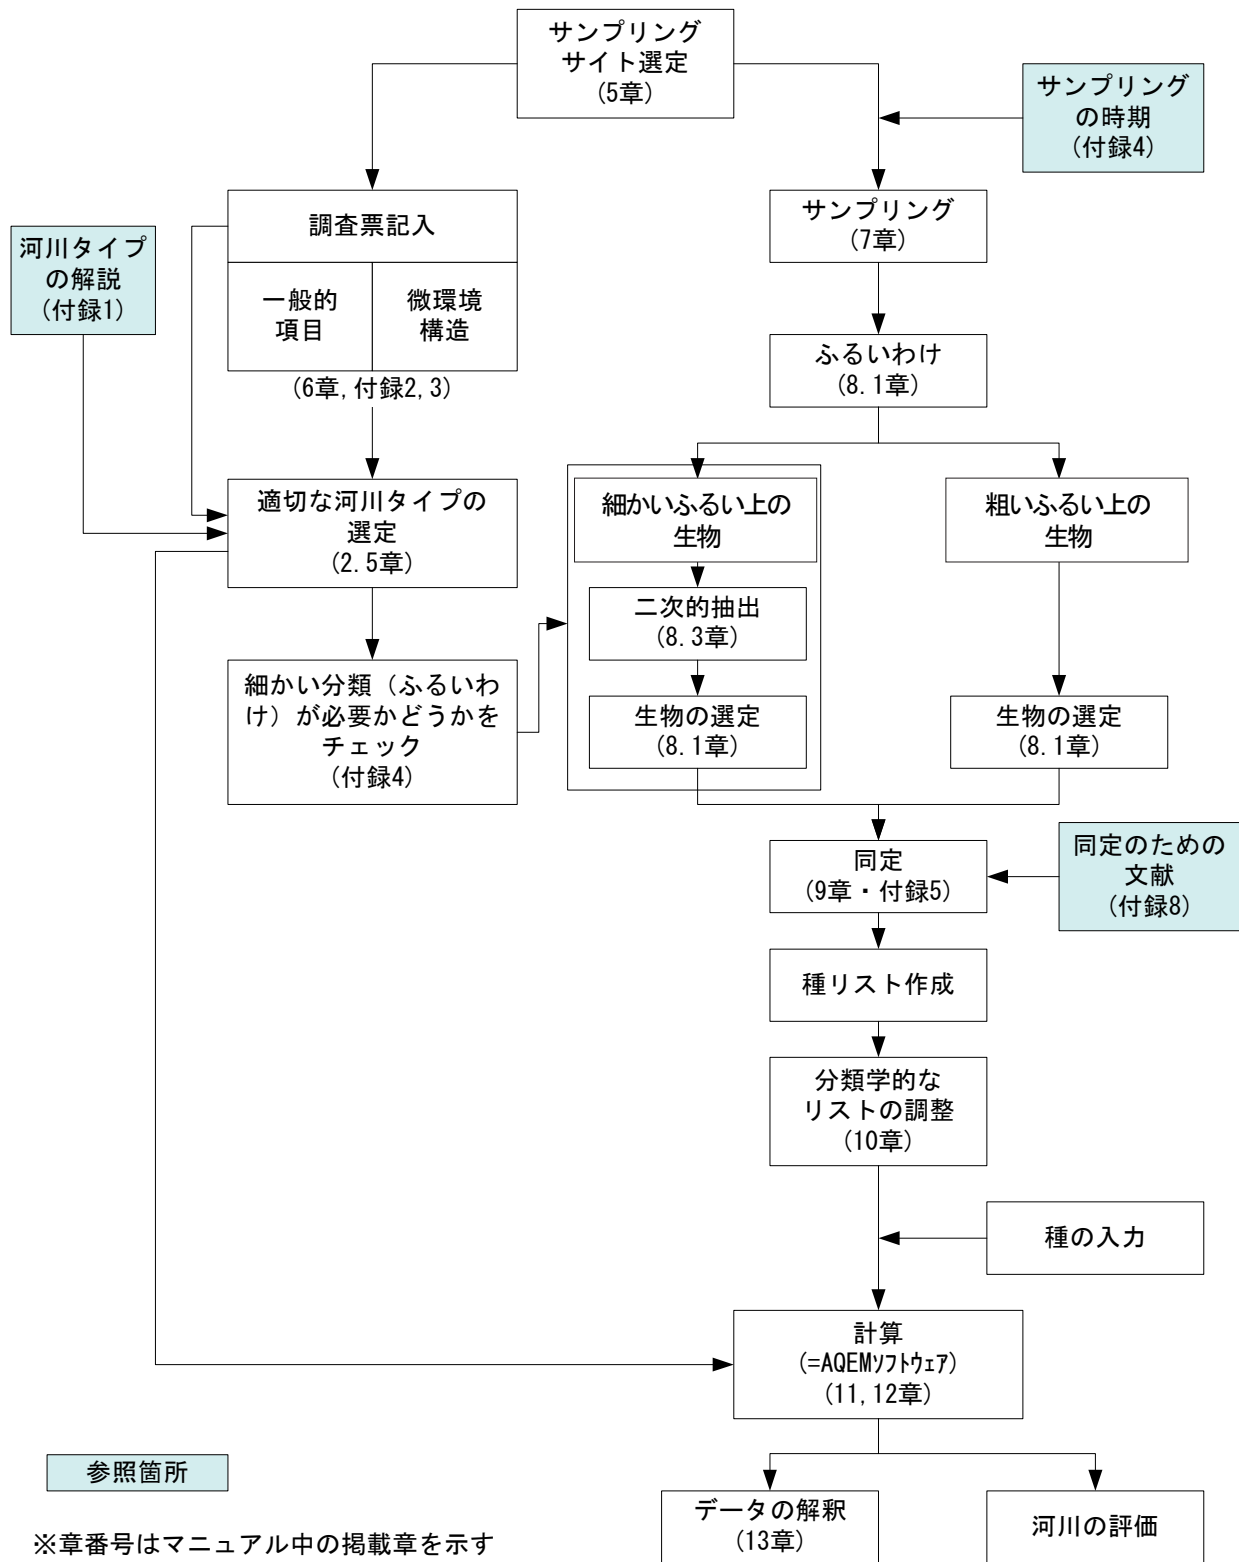 サンプリング
サイト選定
(5章)
サンプリング
の時期
(付録4)
調査票記入
一般的
項目
微環境
構造
(6章,付録2,3)
河川タイプ
の解説
(付録1)
サンプリング
(7章)
ふるいわけ
(8.1章)
適切な河川タイプの
選定
(2.5章)
細かい分類（ふるいわ
け）が必要かどうかを
チェック
(付録4)
細かいふるい上の
生物
二次的抽出
(8.3章)
生物の選定
(8.1章)
粗いふるい上の
生物
生物の選定
(8.1章)
同定
(9章・付録5)
同定のための
文献
(付録8)
種リスト作成
分類学的な
リストの調整
(10章)
種の入力
計算
(=AQEMｿﾌﾄｳｪｱ)
(11,12章)
データの解釈
(13章)
河川の評価
参照箇所
※章番号はマニュアル中の掲載章を示す